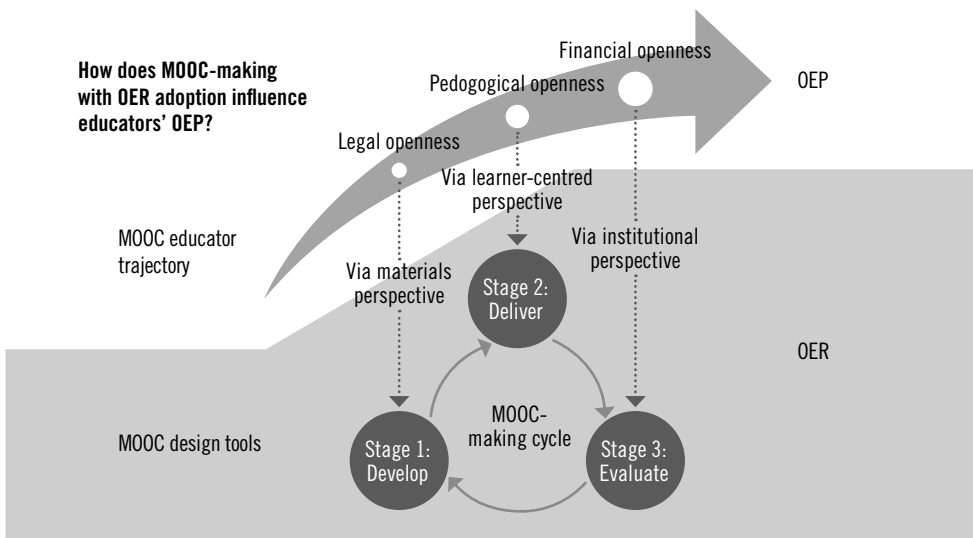 How does MOOC-making
with OER adoption influence
educators’ OEP?
Financial openness
OEP
Pedogogical openness
Legal openness
Via learner-centred
perspective
MOOC educator
trajectory
Via institutional
perspective
Via materials
perspective
Stage 2:
Deliver
OER
MOOC-
making cycle
MOOC design tools
Stage 1:
Develop
Stage 3:
Evaluate